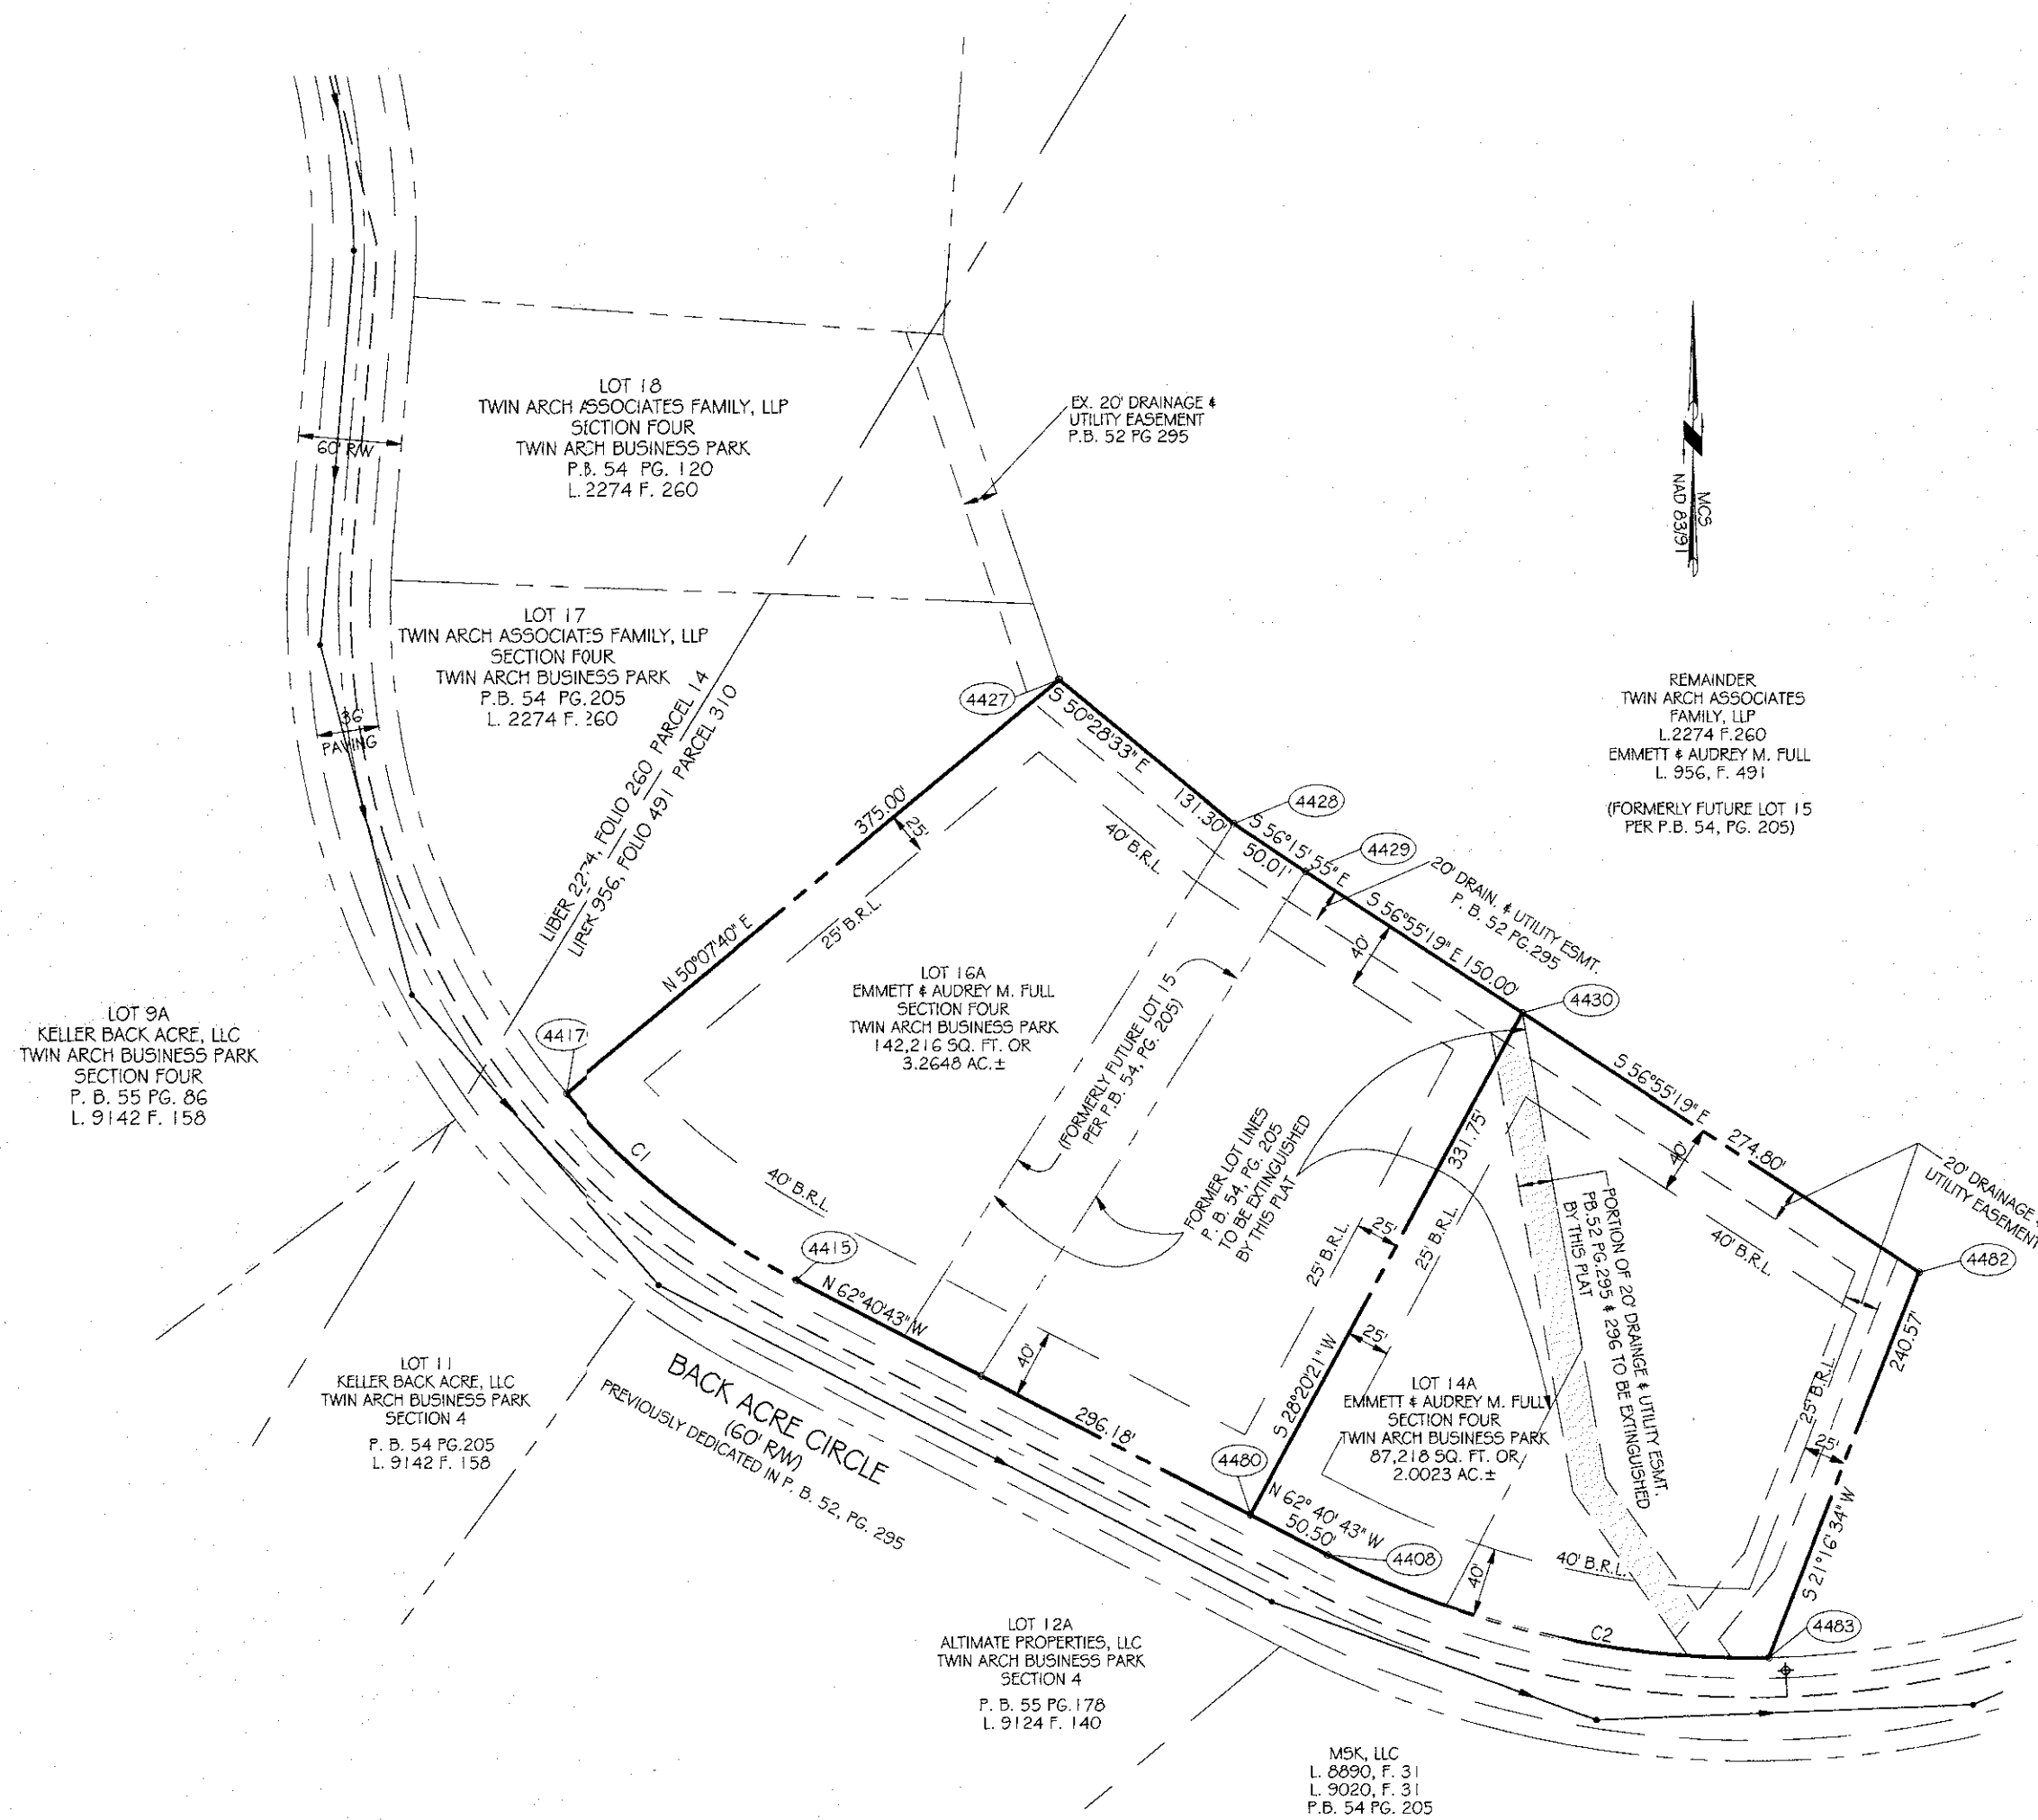 LOT 18
TWIN ARCH ASSOCIATES FAMILY, LLP
SECTION FOUR
TWIN ARCH BUSINESS PARK
P.B. 54 PG. 120
L. 2274 F. 260
EX. 20' DRAINAGE &
UTILITY EASEMENT
P.B. 52 PG 295
60' R/W
MCS
NAD 83/91
LOT 17
TWIN ARCH ASSOCIATES FAMILY, LLP
SECTION FOUR
TWIN ARCH BUSINESS PARK
P.B. 54 PG. 205
L. 2274 F. 260
36'
PAVING
LIBER 2274, FOLIO 260 PARCEL 14
LIBER 956, FOLIO 491 PARCEL 310
4427
S 50°28'33" E
131.30'
4428
S 56°15'55" E
50.01'
4429
20' DRAIN. & UTILITY ESMT.
P. B. 52 PG.295
S 56°55'19" E 150.00'
4430
REMAINDER
TWIN ARCH ASSOCIATES
FAMILY, LLP
L.2274 F.260
EMMETT & AUDREY M. FULL
L. 956, F. 491
(FORMERLY FUTURE LOT 15
PER P.B. 54, PG. 205)
375.00'
25'
N 50°07'40" E
25' B.R.L.
40' B.R.L.
40'
LOT 16A
EMMETT & AUDREY M. FULL
SECTION FOUR
TWIN ARCH BUSINESS PARK
142,216 SQ. FT. OR
3.2648 AC.±
(FORMERLY FUTURE LOT 15
PER P.B. 54, PG. 205)
LOT 9A
KELLER BACK ACRE, LLC
TWIN ARCH BUSINESS PARK
SECTION FOUR
P. B. 55 PG. 86
L. 9142 F. 158
4417
C1
40' B.R.L.
4415
N 62°40'43" W
296.18'
40'
FORMER LOT LINES
P. B. 54, PG. 205
TO BE EXTINGUISHED
BY THIS PLAT
331.75'
S 28°20'21" W
25' B.R.L.
25'
25' B.R.L.
25'
S 56°55'19" E
274.80'
40'
20' DRAINAGE &
UTILITY EASEMENT
40' B.R.L.
4482
PORTION OF 20' DRAINGE & UTILITY ESMT.
PB.52 PG.295 & 296 TO BE EXTINGUISHED
BY THIS PLAT
240.57'
25' B.R.L.
25'
S 21°16'34" W
LOT 14A
EMMETT & AUDREY M. FULL
SECTION FOUR
TWIN ARCH BUSINESS PARK
87,218 SQ. FT. OR
2.0023 AC.±
4480
N 62° 40' 43" W
50.50'
4408
40'
40' B.R.L.
C2
4483
LOT 11
KELLER BACK ACRE, LLC
TWIN ARCH BUSINESS PARK
SECTION 4
P. B. 54 PG.205
L. 9142 F. 158
BACK ACRE CIRCLE
(60' R/W)
PREVIOUSLY DEDICATED IN P. B. 52, PG. 295
LOT 12A
ALTIMATE PROPERTIES, LLC
TWIN ARCH BUSINESS PARK
SECTION 4
P. B. 55 PG.178
L. 9124 F. 140
MSK, LLC
L. 8890, F. 31
L. 9020, F. 31
P.B. 54 PG. 205